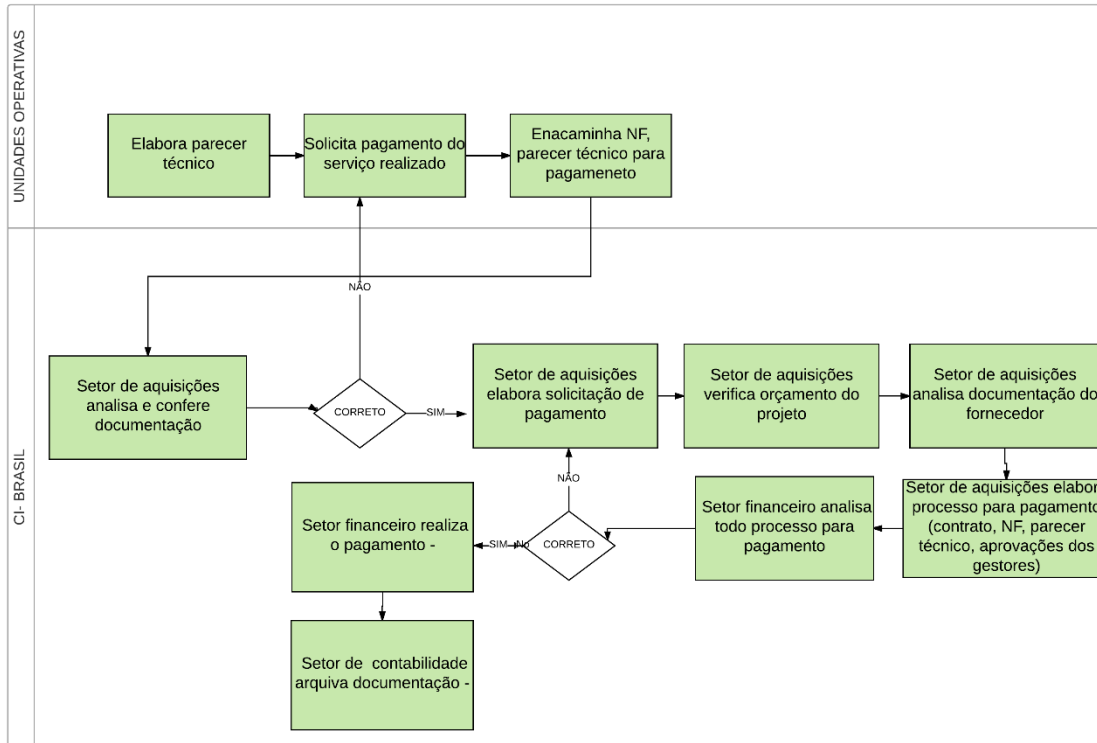 UNIDADES OPERATIVAS
Elabora parecer
técnico
Solicita pagamento do
serviço realizado
Enacaminha NF,
parecer técnico para
pagameneto
CI- BRASIL
NÃO
Setor de aquisições
analisa e confere
documentação
CORRETO
SIM
Setor de aquisições
elabora solicitação de
pagamento
Setor de aquisições
verifica orçamento do
projeto
Setor de aquisições
analisa documentação do
fornecedor
Setor de aquisições elabora
processo para pagamento
(contrato, NF, parecer
técnico, aprovações dos
gestores)
Setor financeiro analisa
todo processo para
pagamento
NÃO
CORRETO
SIM
No
Setor financeiro realiza
o pagamento -
Setor de contabilidade
arquiva documentação -